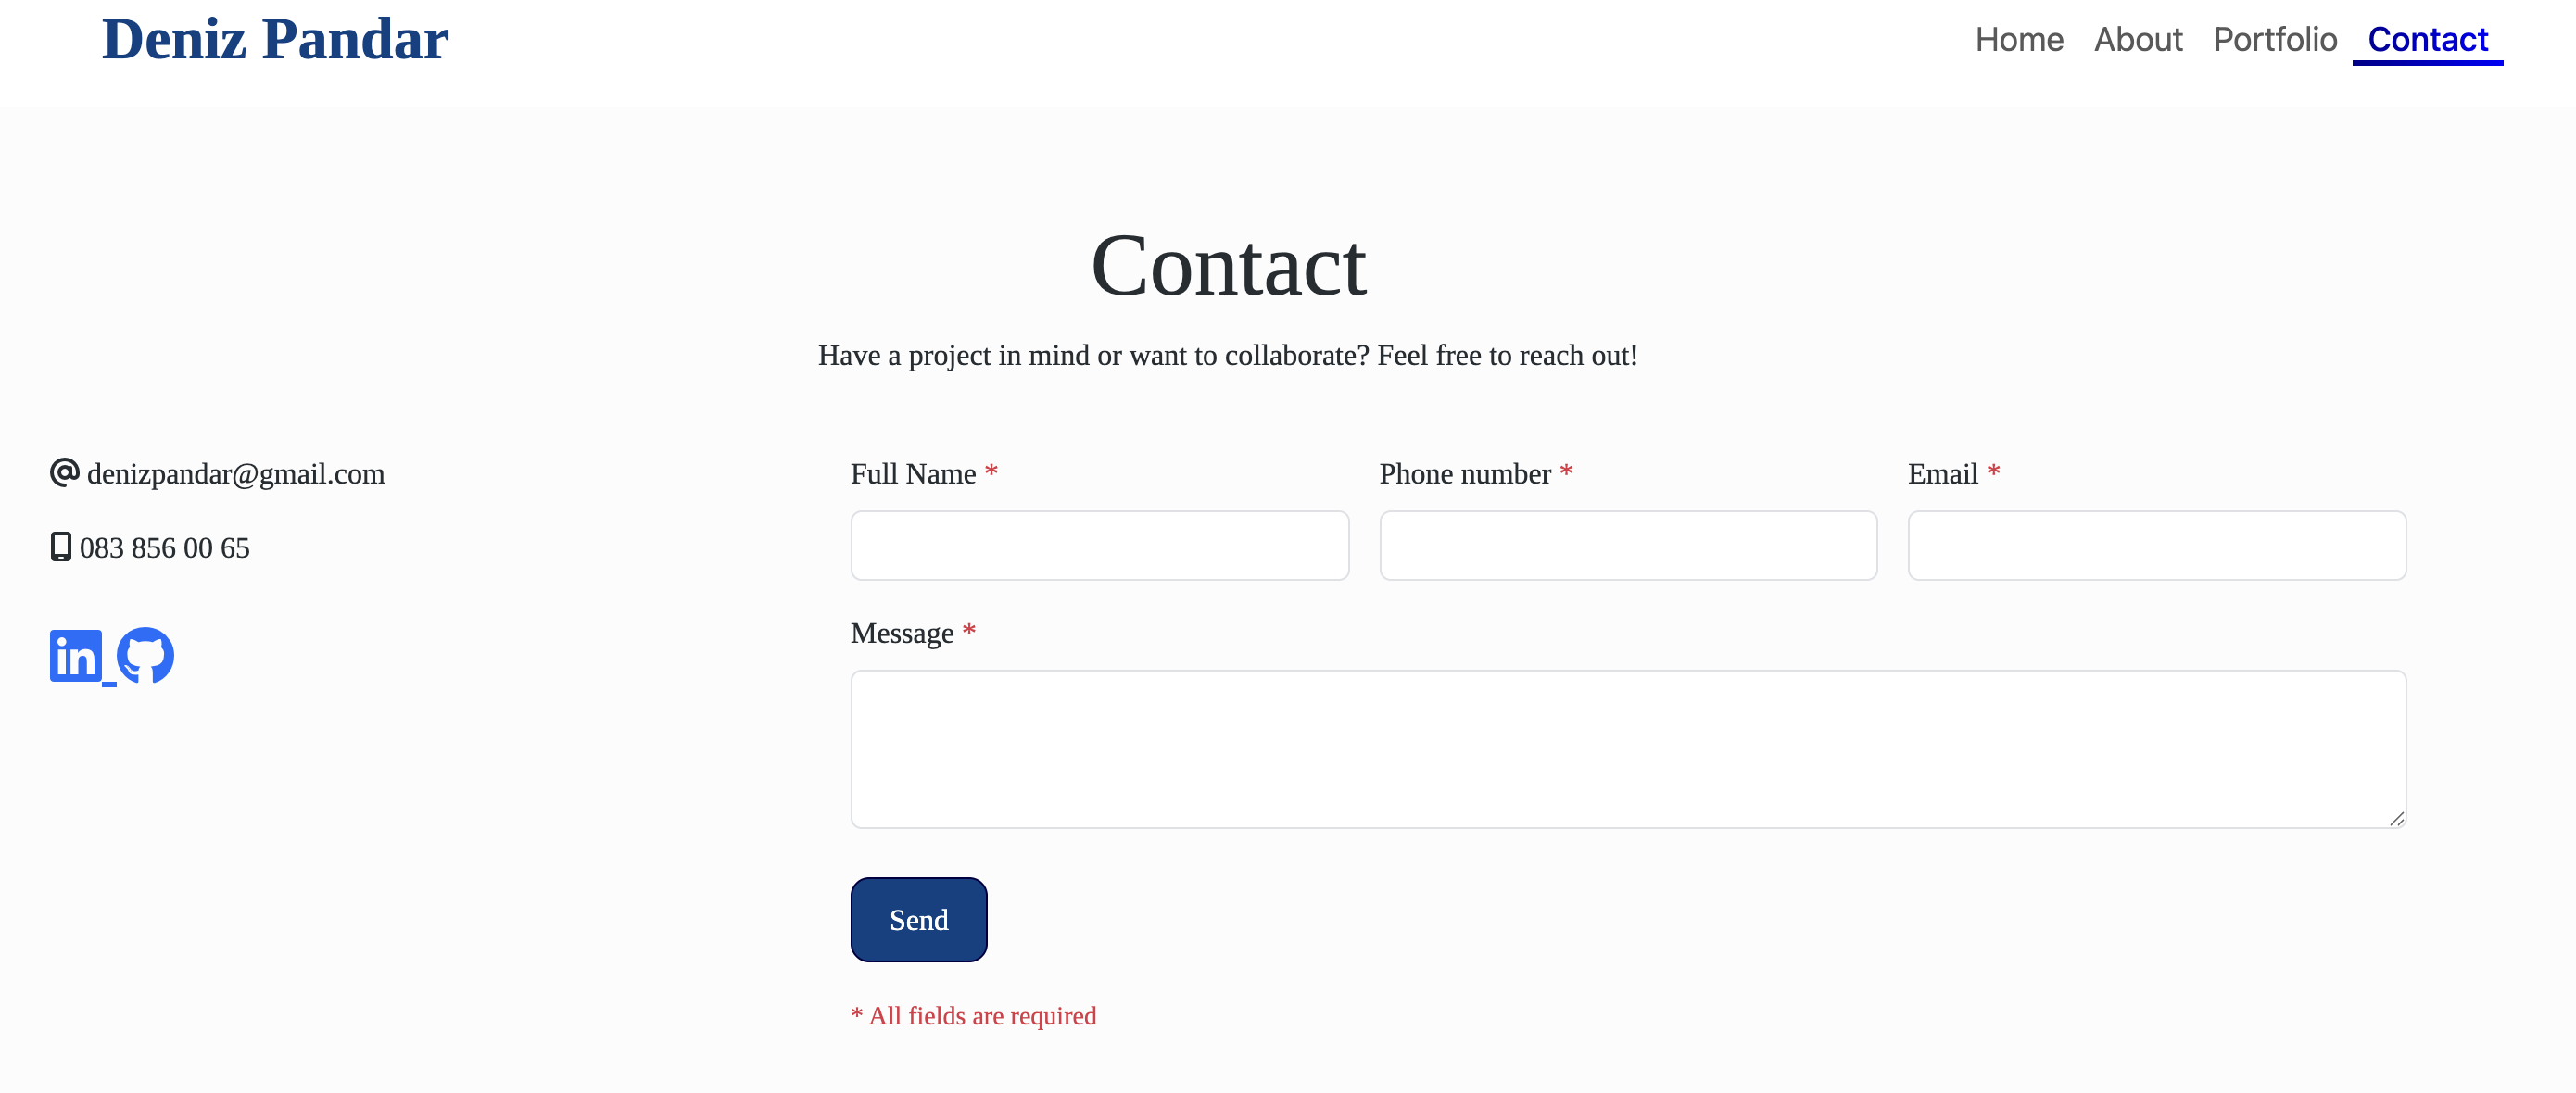 Deniz Pandar
Home About Portfolio Contact
Contact
Have a project in mind or want to collaborate? Feel free to reach out!
denizpandar@gmail.com
083 856 00 65
in
Full Name * Phone number * Email *
Message *
Send
* All fields are required